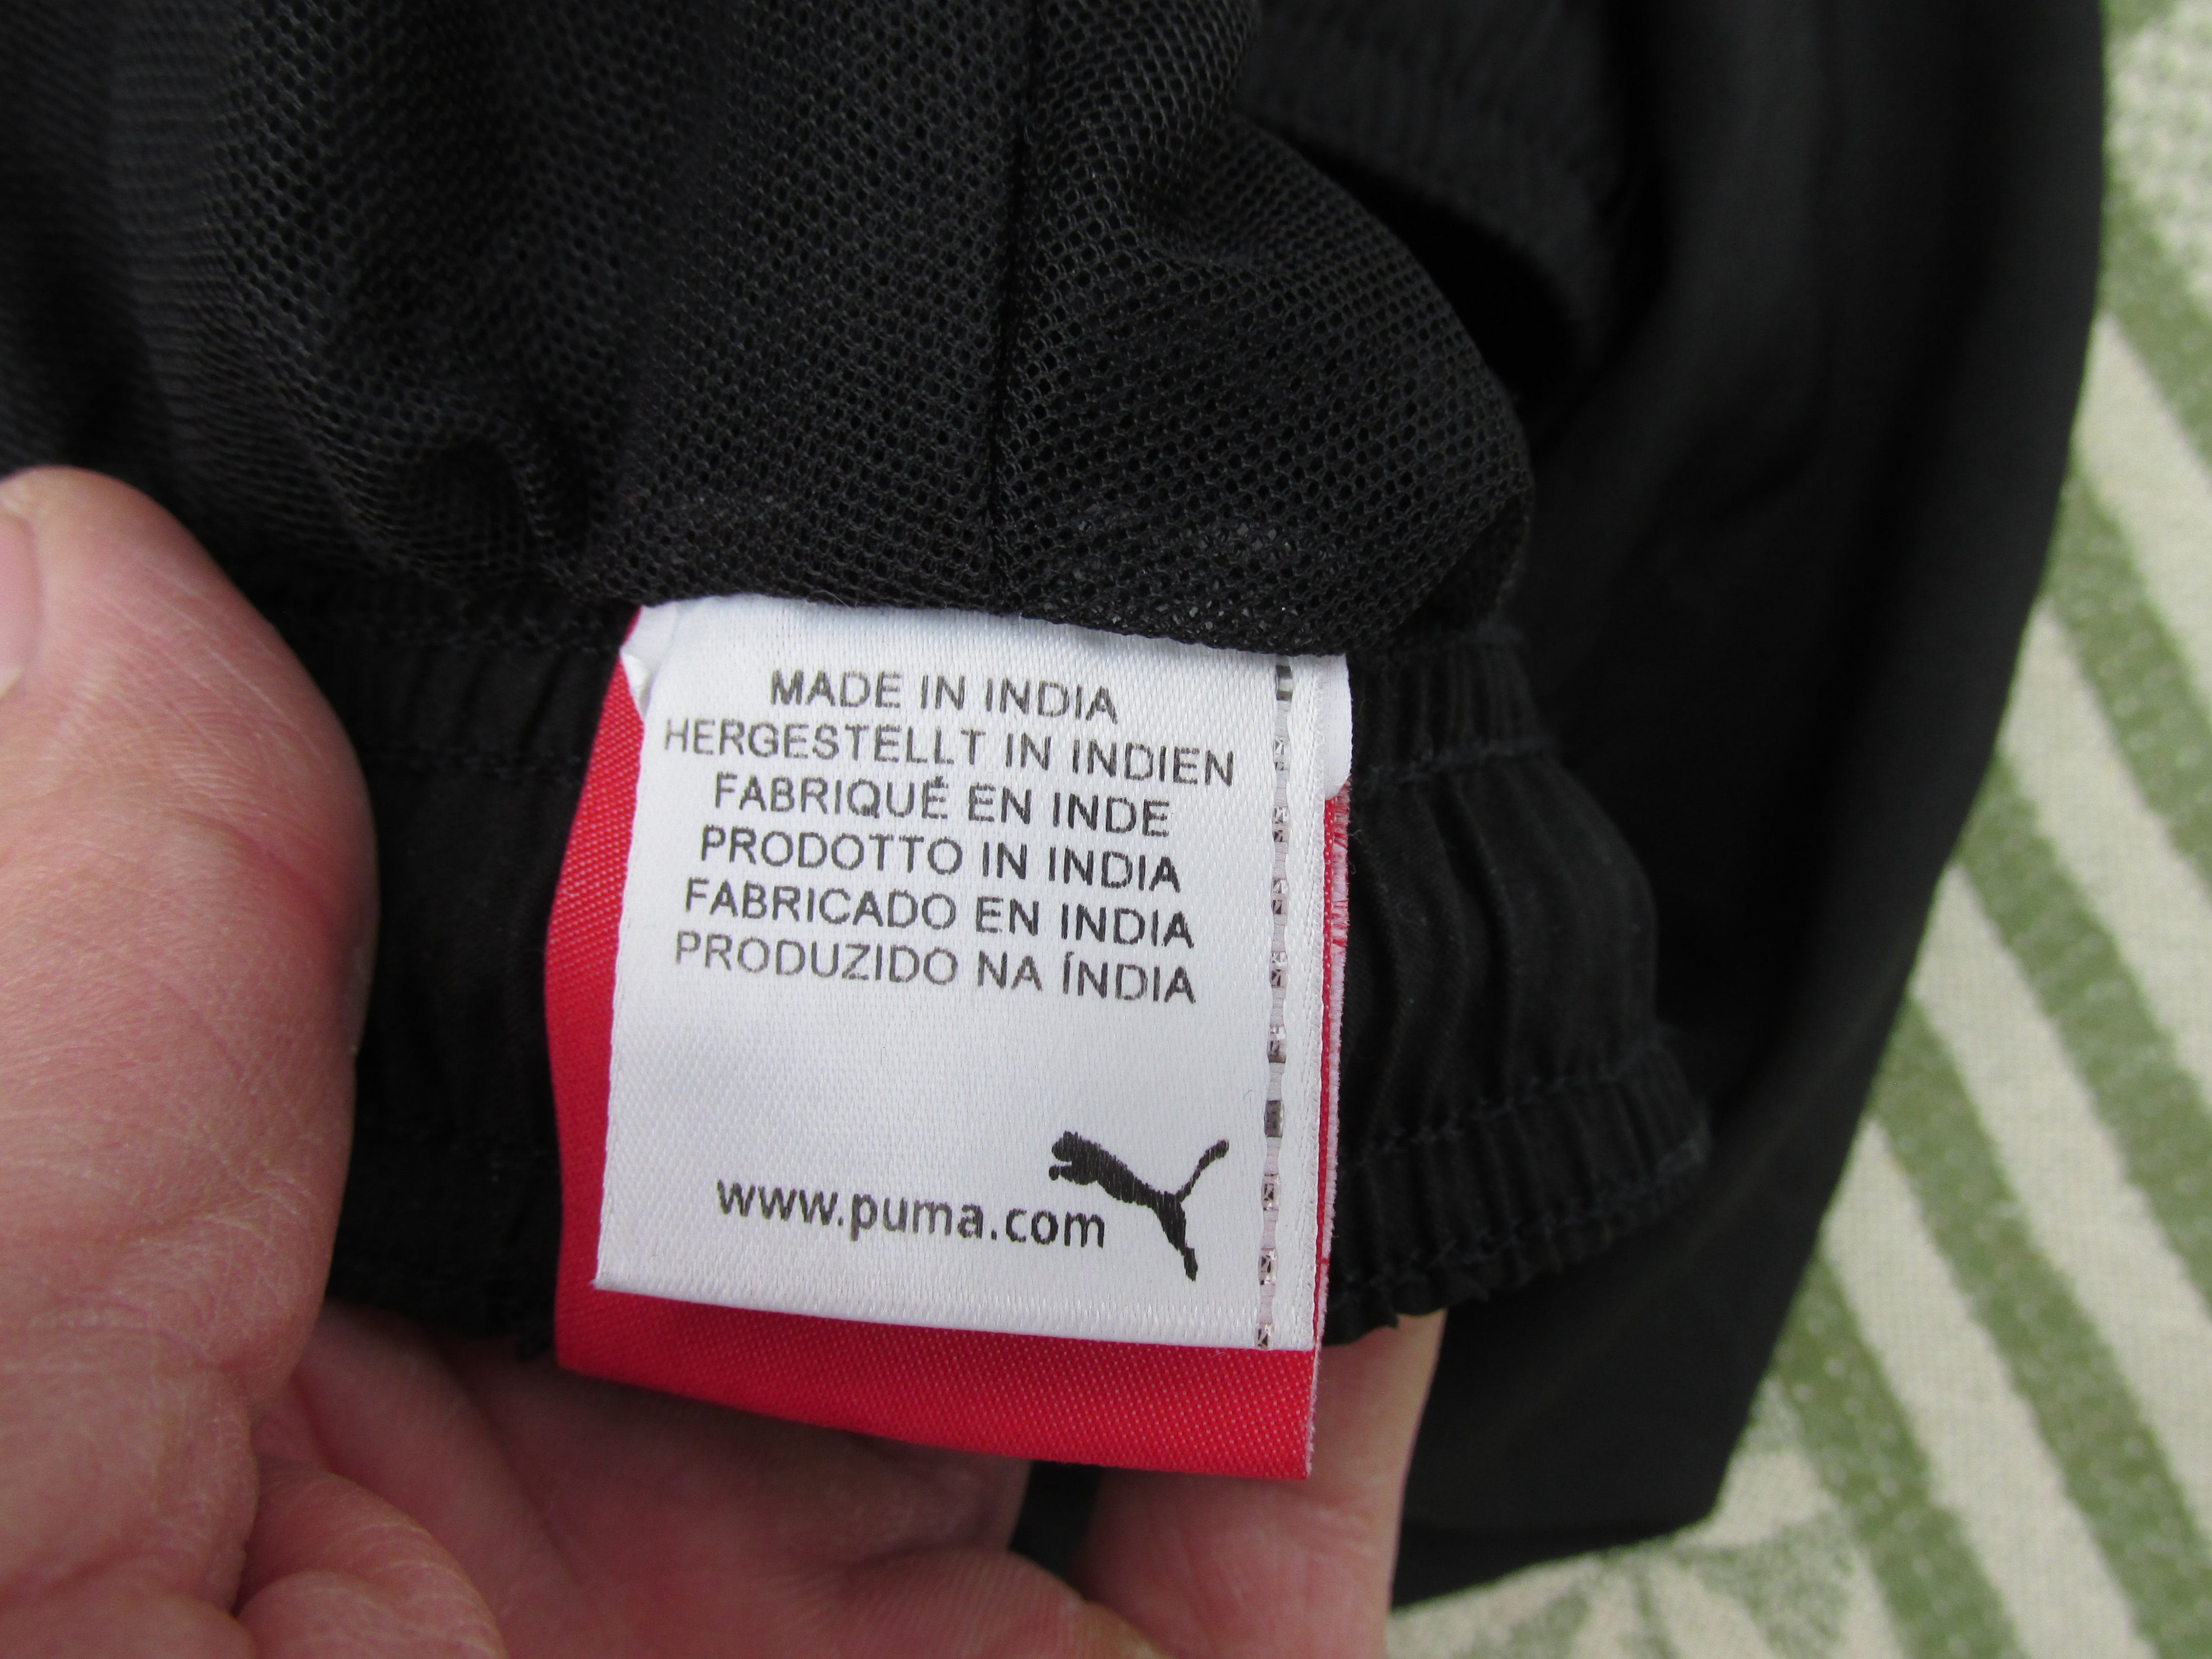 MADE IN INDIA
HERGESTELLT IN INDIEN
FABRIQUÉ EN INDE
PRODOTTO IN INDIA
FABRICADO EN INDIA
PRODUZIDO NA ÍNDIA
www.puma.com